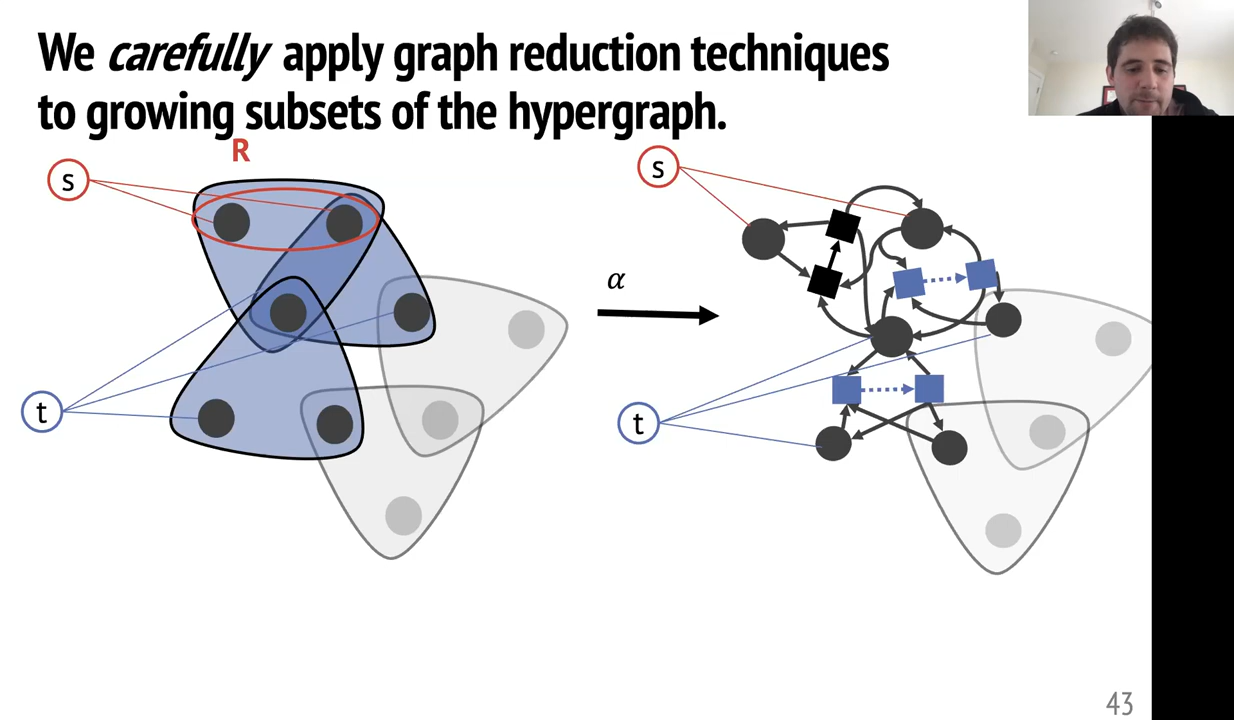 We carefully apply graph reduction techniques
to growing subsets of the hypergraph.
R
s
t
α
s
t
43